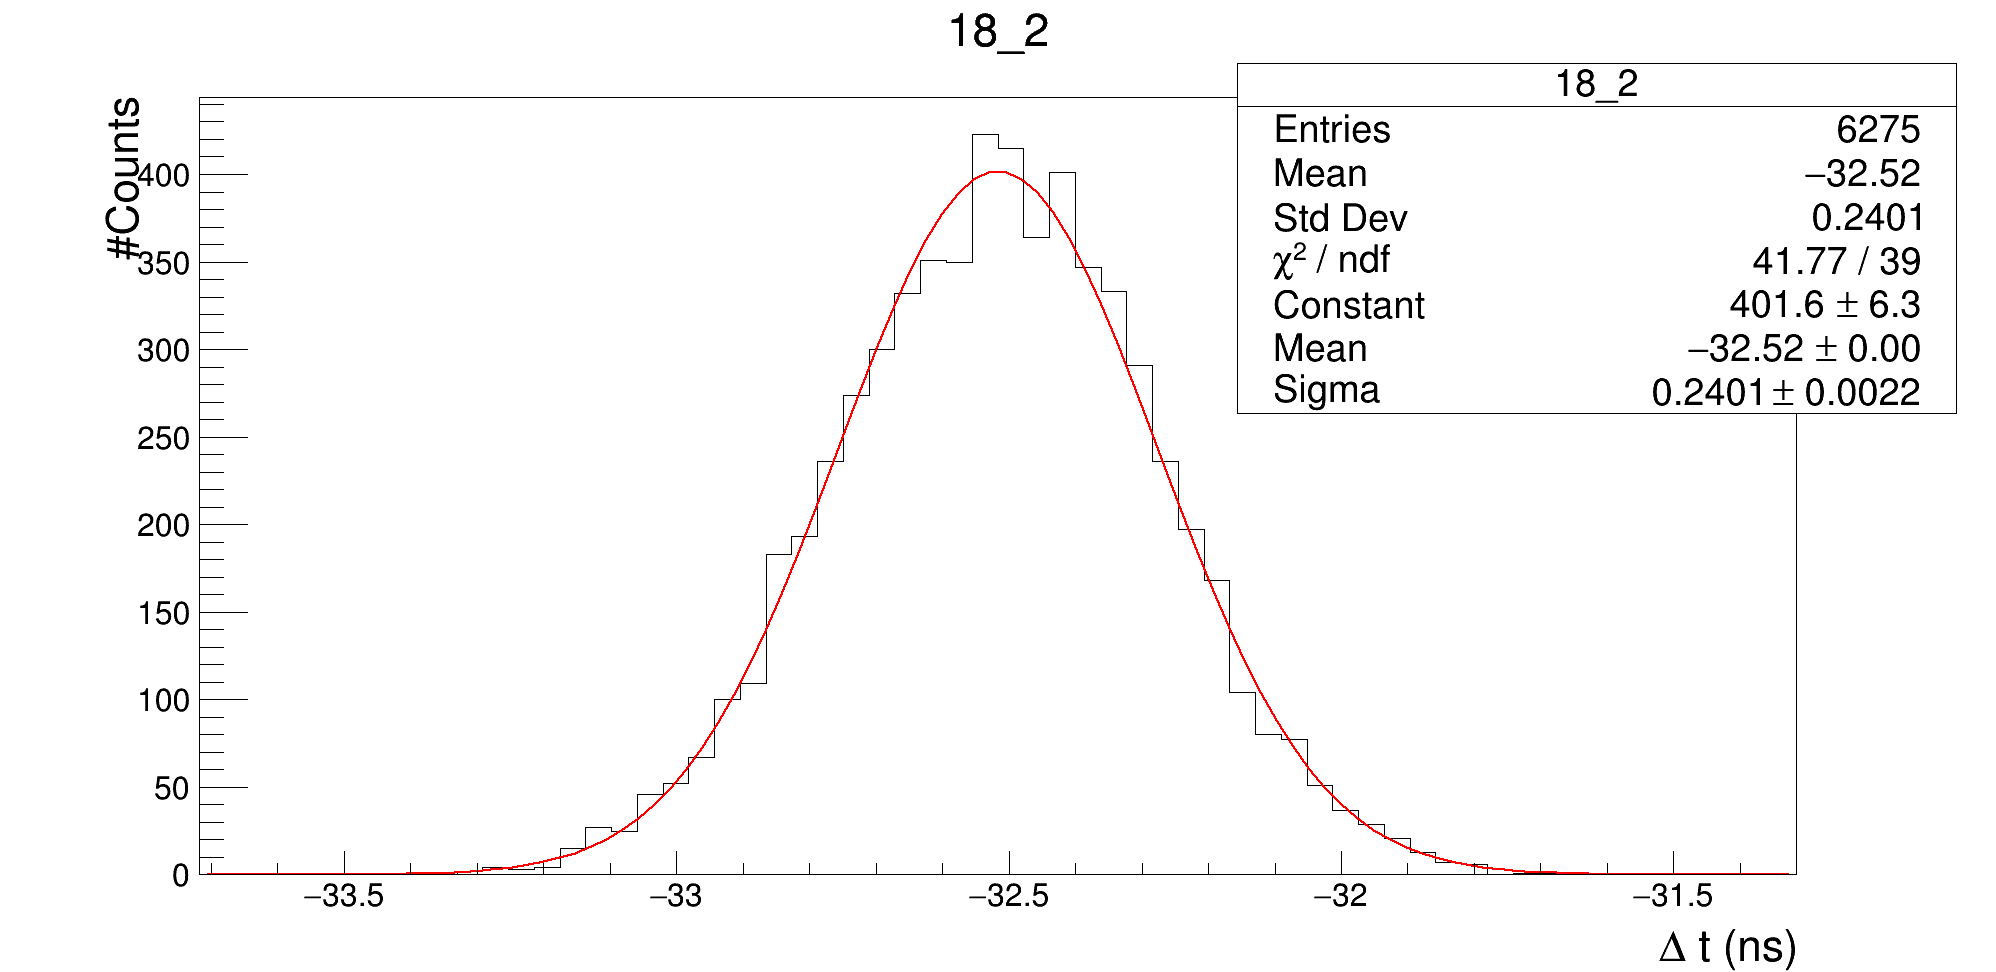 18_2
18_2
Entries 6275
Mean −32.52
Std Dev 0.2401
χ² / ndf 41.77 / 39
Constant 401.6 ± 6.3
Mean −32.52 ± 0.00
Sigma 0.2401 ± 0.0022
#Counts
400
350
300
250
200
150
100
50
0
−33.5 −33 −32.5 −32 −31.5
Δ t (ns)